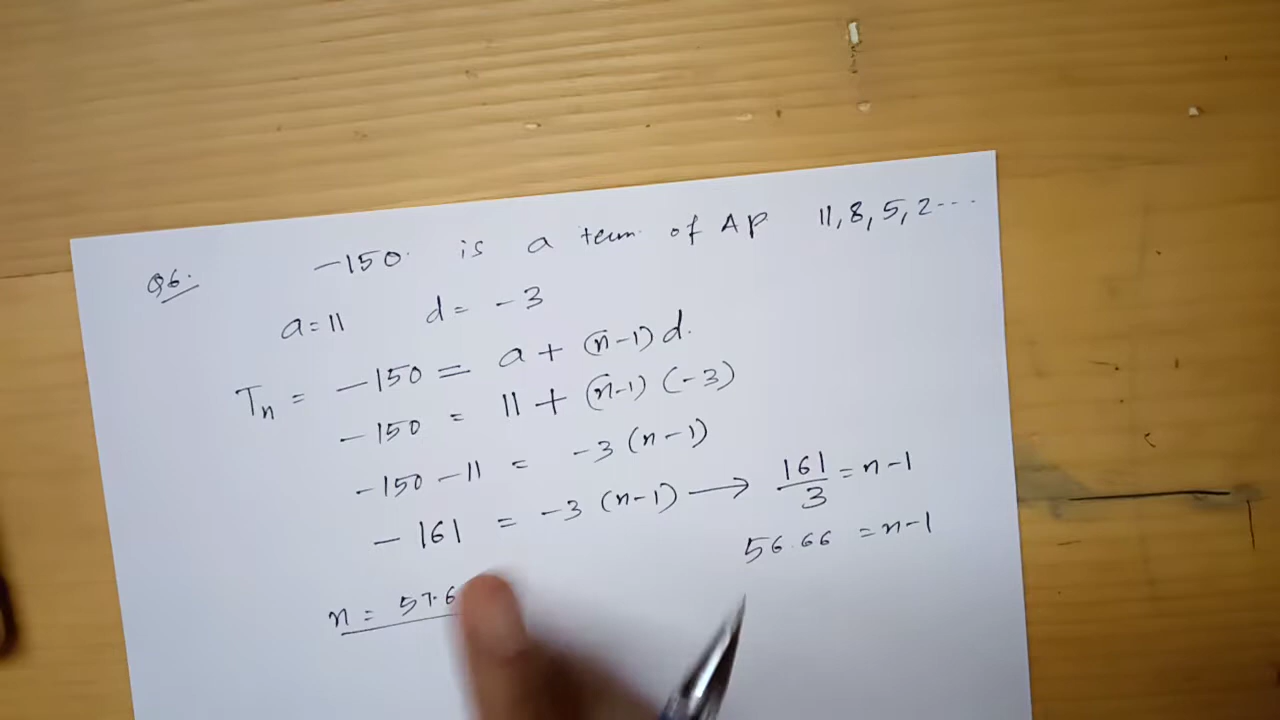 Q6. -150 is a term of AP 11, 8, 5, 2 ...
a = 11 d = -3
Tn = -150 = a + (n-1) d.
-150 = 11 + (n-1) (-3)
-150 - 11 = -3 (n-1)
-161 = -3 (n-1) → 161/3 = n-1
56.66 = n-1
n = 57.6